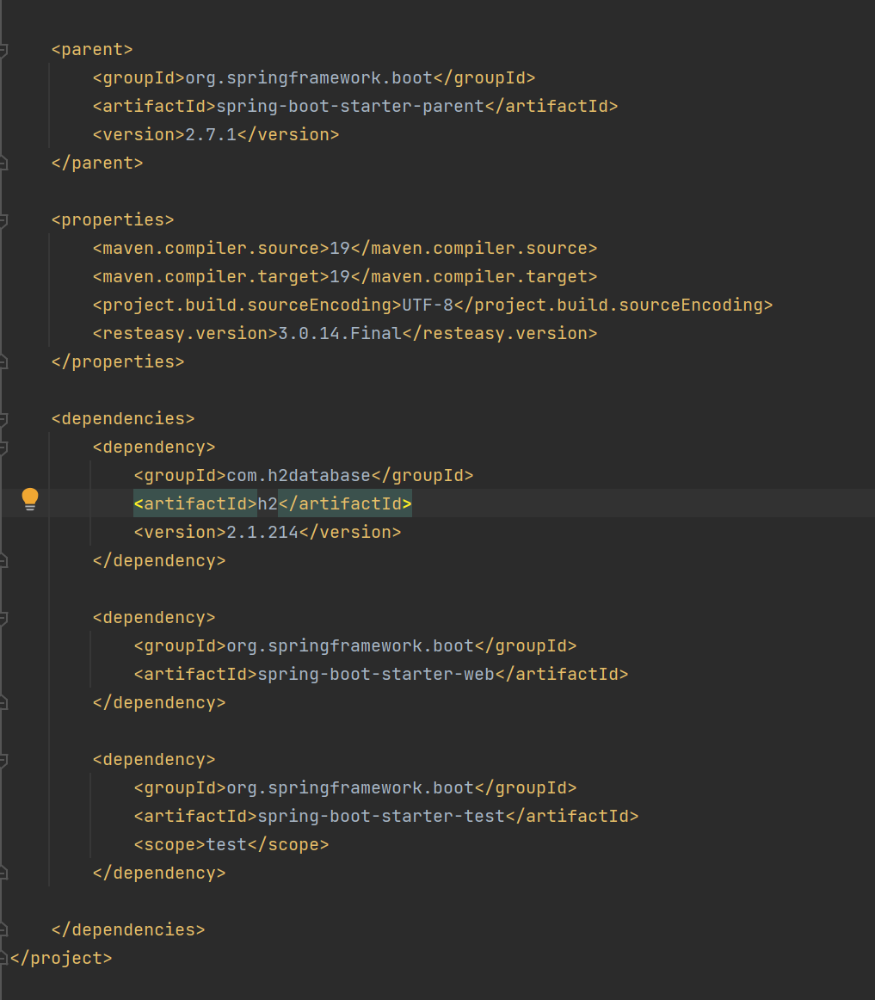 <parent>
<groupId>org.springframework.boot</groupId>
<artifactId>spring-boot-starter-parent</artifactId>
<version>2.7.1</version>
</parent>
<properties>
<maven.compiler.source>19</maven.compiler.source>
<maven.compiler.target>19</maven.compiler.target>
<project.build.sourceEncoding>UTF-8</project.build.sourceEncoding>
<resteasy.version>3.0.14.Final</resteasy.version>
</properties>
<dependencies>
<dependency>
<groupId>com.h2database</groupId>
<artifactId>h2</artifactId>
<version>2.1.214</version>
</dependency>
<dependency>
<groupId>org.springframework.boot</groupId>
<artifactId>spring-boot-starter-web</artifactId>
</dependency>
<dependency>
<groupId>org.springframework.boot</groupId>
<artifactId>spring-boot-starter-test</artifactId>
<scope>test</scope>
</dependency>
</dependencies>
</project>